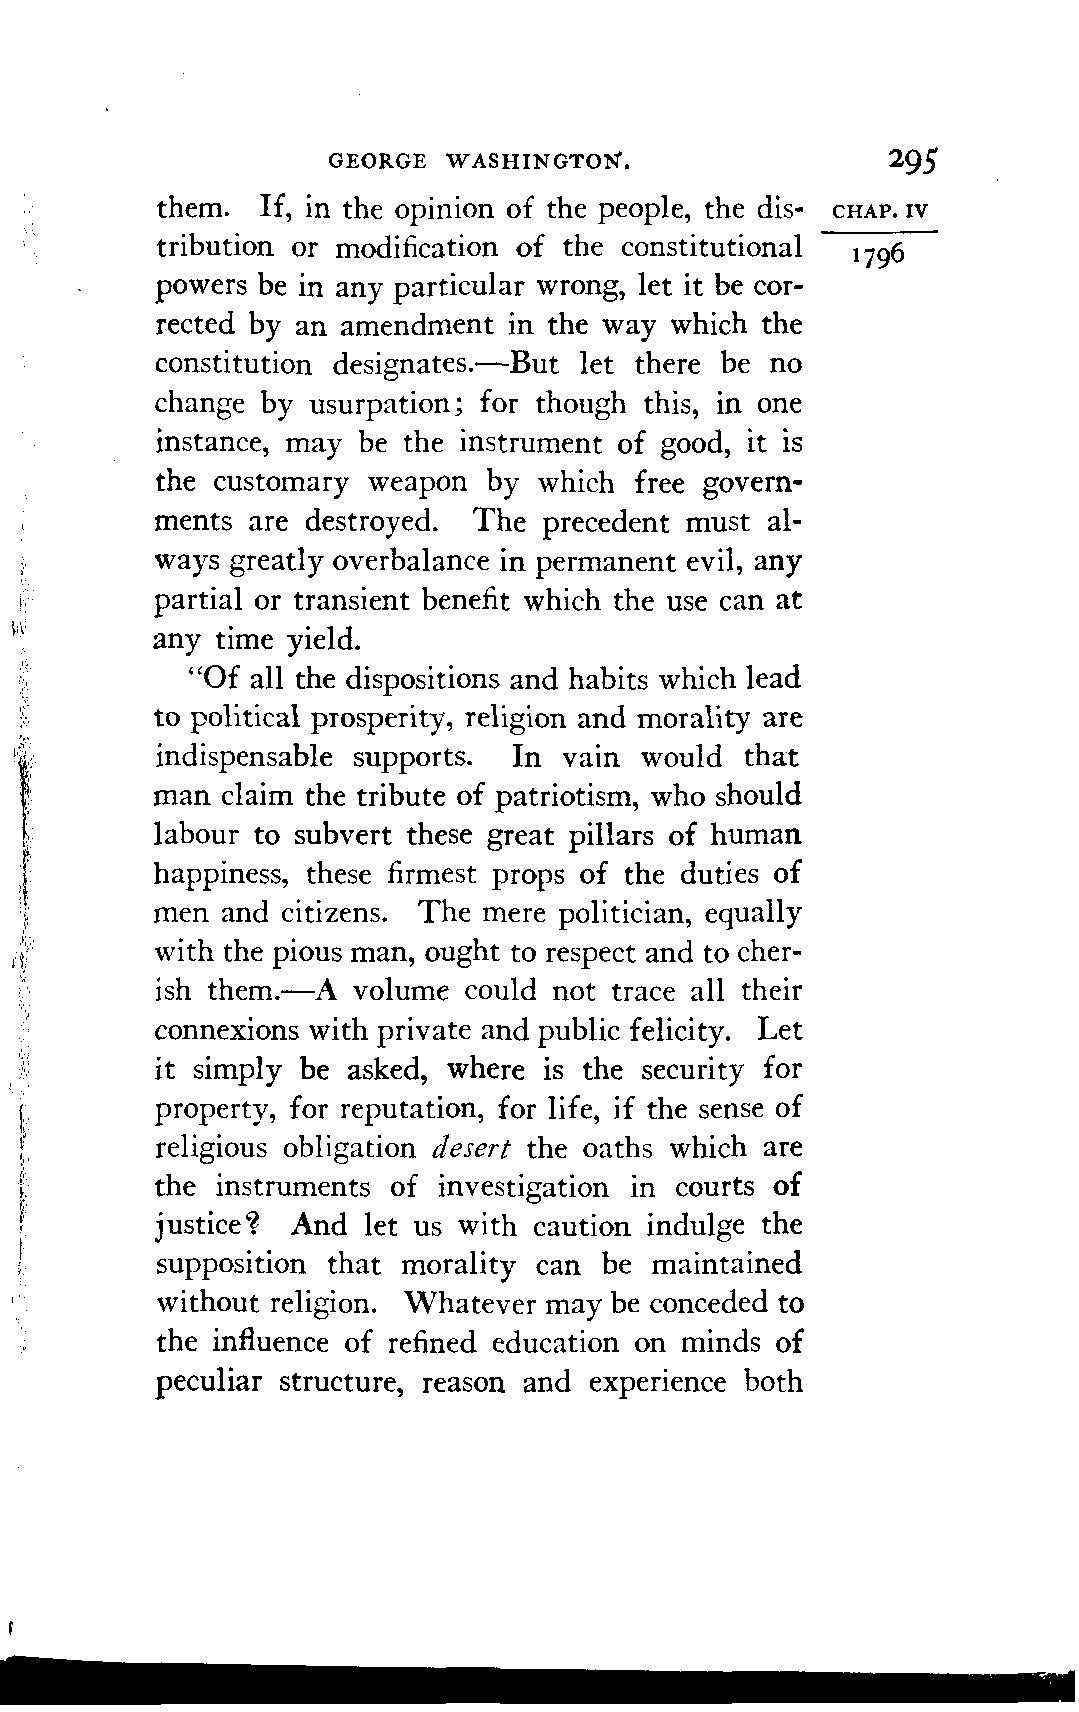 GEORGE WASHINGTON. 295
them. If, in the opinion of the people, the dis- CHAP. IV
tribution or modification of the constitutional 1796
powers be in any particular wrong, let it be cor-
rected by an amendment in the way which the
constitution designates.—But let there be no
change by usurpation; for though this, in one
instance, may be the instrument of good, it is
the customary weapon by which free govern-
ments are destroyed. The precedent must al-
ways greatly overbalance in permanent evil, any
partial or transient benefit which the use can at
any time yield.
"Of all the dispositions and habits which lead
to political prosperity, religion and morality are
indispensable supports. In vain would that
man claim the tribute of patriotism, who should
labour to subvert these great pillars of human
happiness, these firmest props of the duties of
men and citizens. The mere politician, equally
with the pious man, ought to respect and to cher-
ish them.—A volume could not trace all their
connexions with private and public felicity. Let
it simply be asked, where is the security for
property, for reputation, for life, if the sense of
religious obligation desert the oaths which are
the instruments of investigation in courts of
justice? And let us with caution indulge the
supposition that morality can be maintained
without religion. Whatever may be conceded to
the influence of refined education on minds of
peculiar structure, reason and experience both